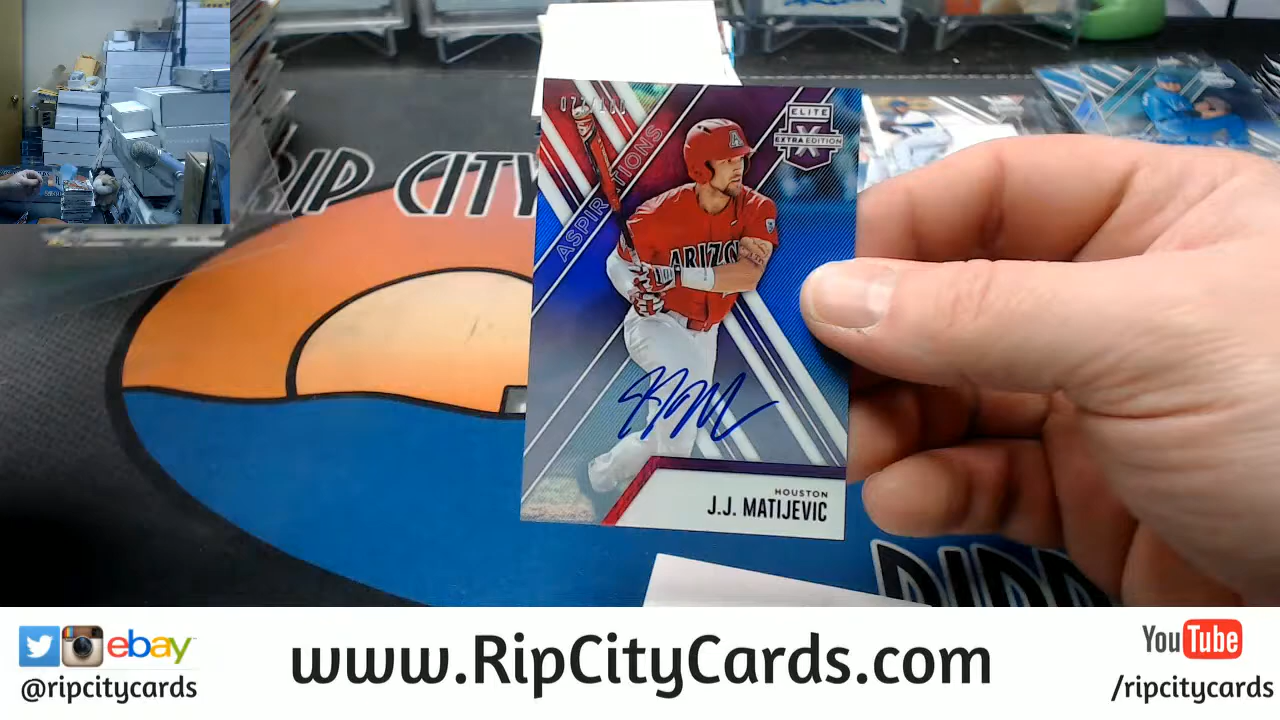 RIP CITY
ELITE
X
EXTRA EDITION
ASPIRATIONS
A
ARIZO
HOUSTON
J.J. MATIJEVIC
ebay
@ripcitycards
www.RipCityCards.com
YouTube
/ripcitycards